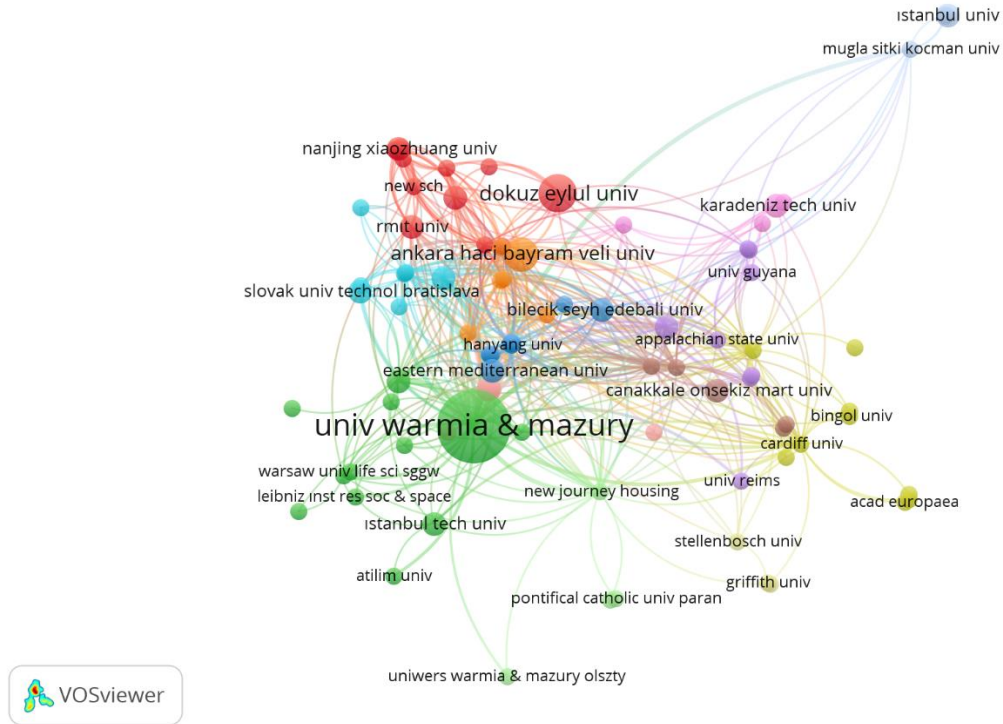 ıstanbul univ
mugla sitki kocman univ
nanjing xiaozhuang univ
new sch
dokuz eylul univ
karadeniz tech univ
rmıt univ
ankara haci bayram veli univ
univ guyana
slovak univ technol bratislava
bilecik seyh edebali univ
appalachian state univ
hanyang univ
eastern mediterranean univ
canakkale onsekiz mart univ
univ warmia & mazury
bingol univ
cardiff univ
warsaw univ life sci sggw
univ reims
new journey housing
leibniz ınst res soc & space
acad europaea
ıstanbul tech univ
stellenbosch univ
atilim univ
griffith univ
pontifical catholic univ paran
uniwers warmia & mazury olszty
VOSviewer